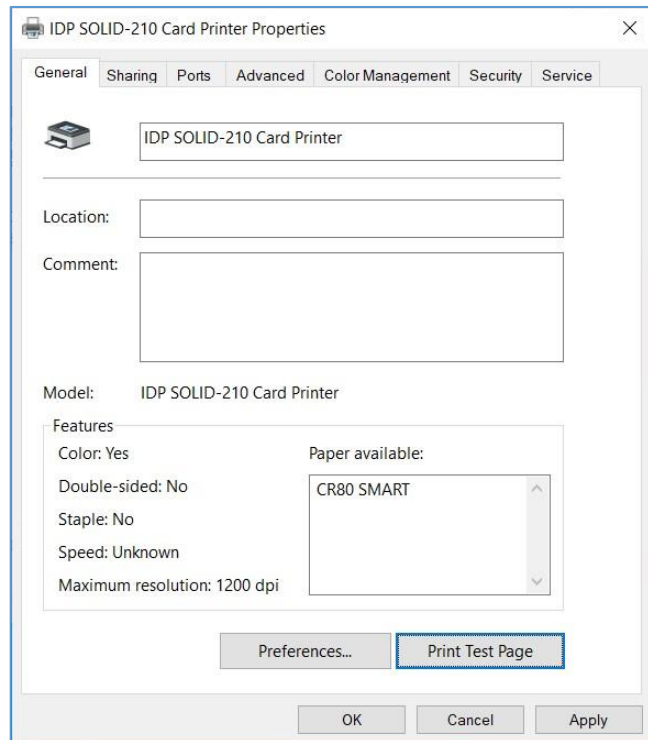 IDP SOLID-210 Card Printer Properties
General Sharing Ports Advanced Color Management Security Service
IDP SOLID-210 Card Printer
Location:
Comment:
Model: IDP SOLID-210 Card Printer
Features
Color: Yes
Paper available:
Double-sided: No
CR80 SMART
Staple: No
Speed: Unknown
Maximum resolution: 1200 dpi
Preferences... Print Test Page
OK Cancel Apply